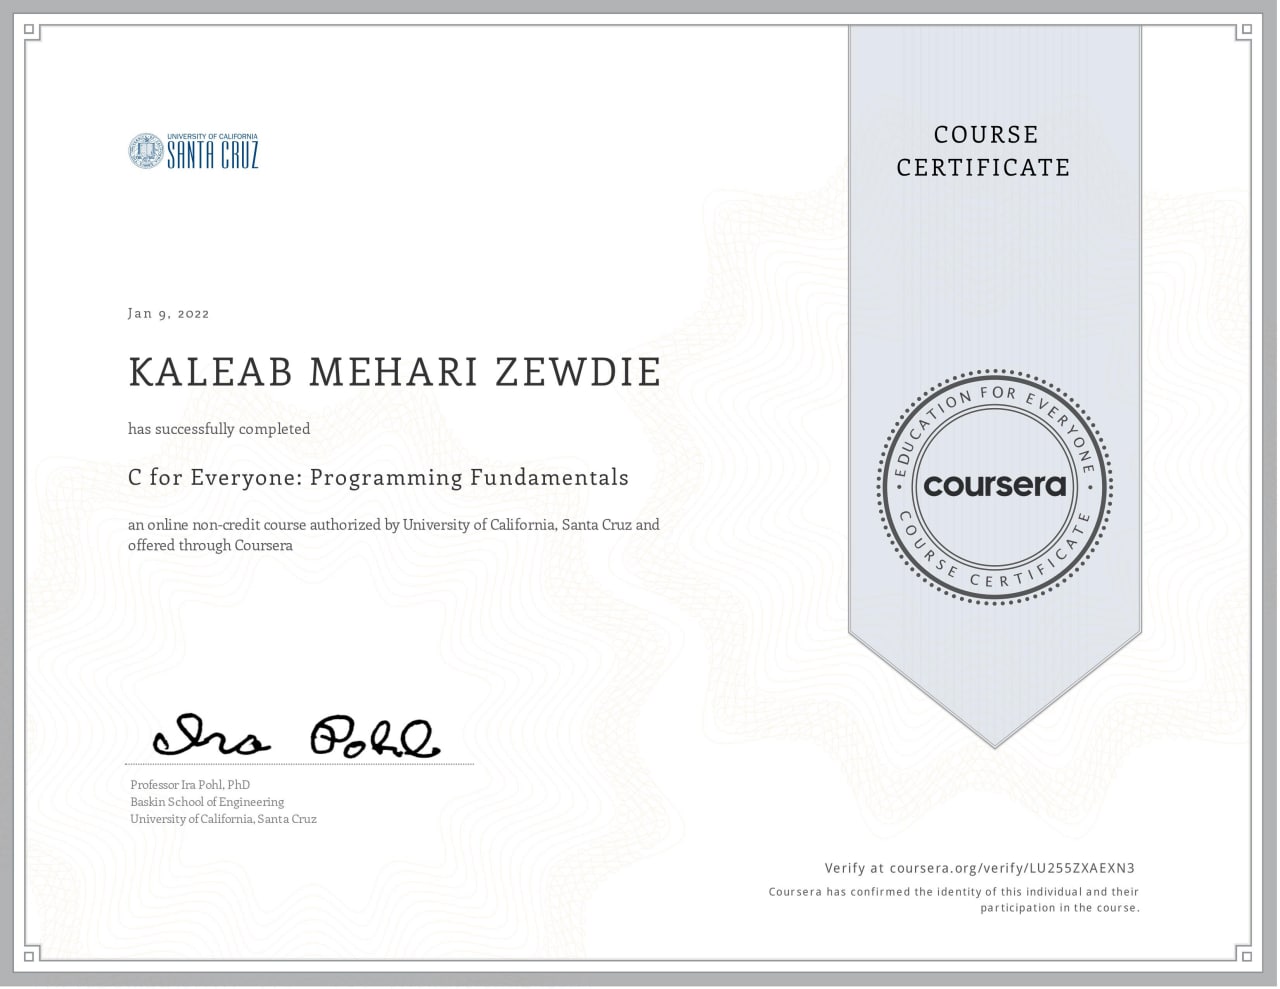 UNIVERSITY OF CALIFORNIA
SANTA CRUZ
COURSE
CERTIFICATE
Jan 9, 2022
KALEAB MEHARI ZEWDIE
has successfully completed
C for Everyone: Programming Fundamentals
an online non-credit course authorized by University of California, Santa Cruz and
offered through Coursera
EDUCATION FOR EVERYONE
coursera
COURSE CERTIFICATE
Ira Pohl
Professor Ira Pohl, PhD
Baskin School of Engineering
University of California, Santa Cruz
Verify at coursera.org/verify/LU255ZXAEXN3
Coursera has confirmed the identity of this individual and their
participation in the course.